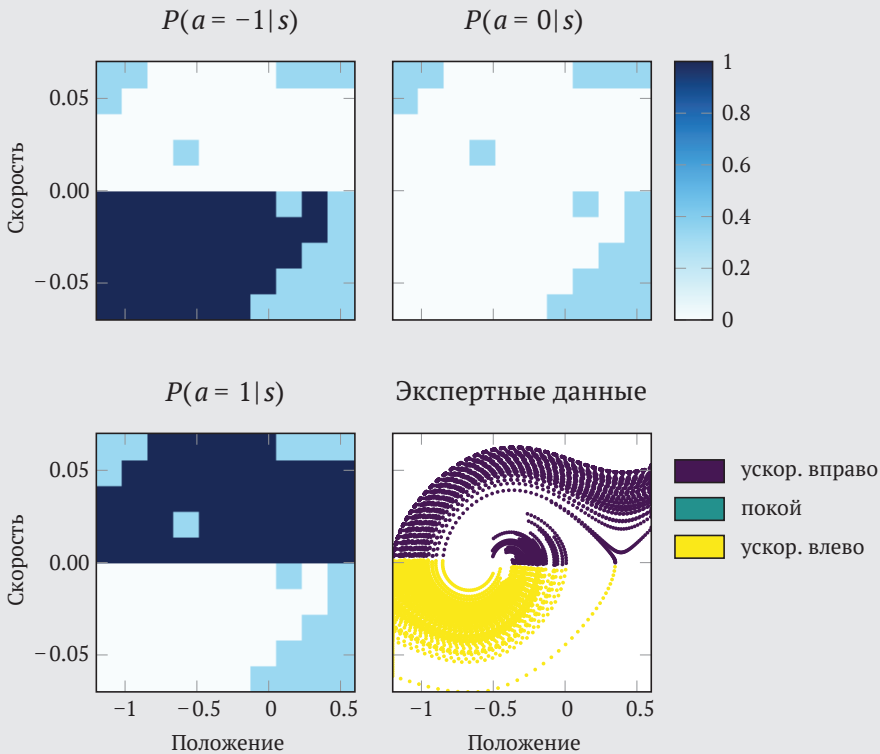 P(a = −1|s)
P(a = 0|s)
Скорость
0.05
0.00
−0.05
1
0.8
0.6
0.4
0.2
0
P(a = 1|s)
Экспертные данные
Скорость
0.05
0.00
−0.05
−1
−0.5
0
0.5
Положение
−1
−0.5
0
0.5
Положение
ускор. вправо
покой
ускор. влево